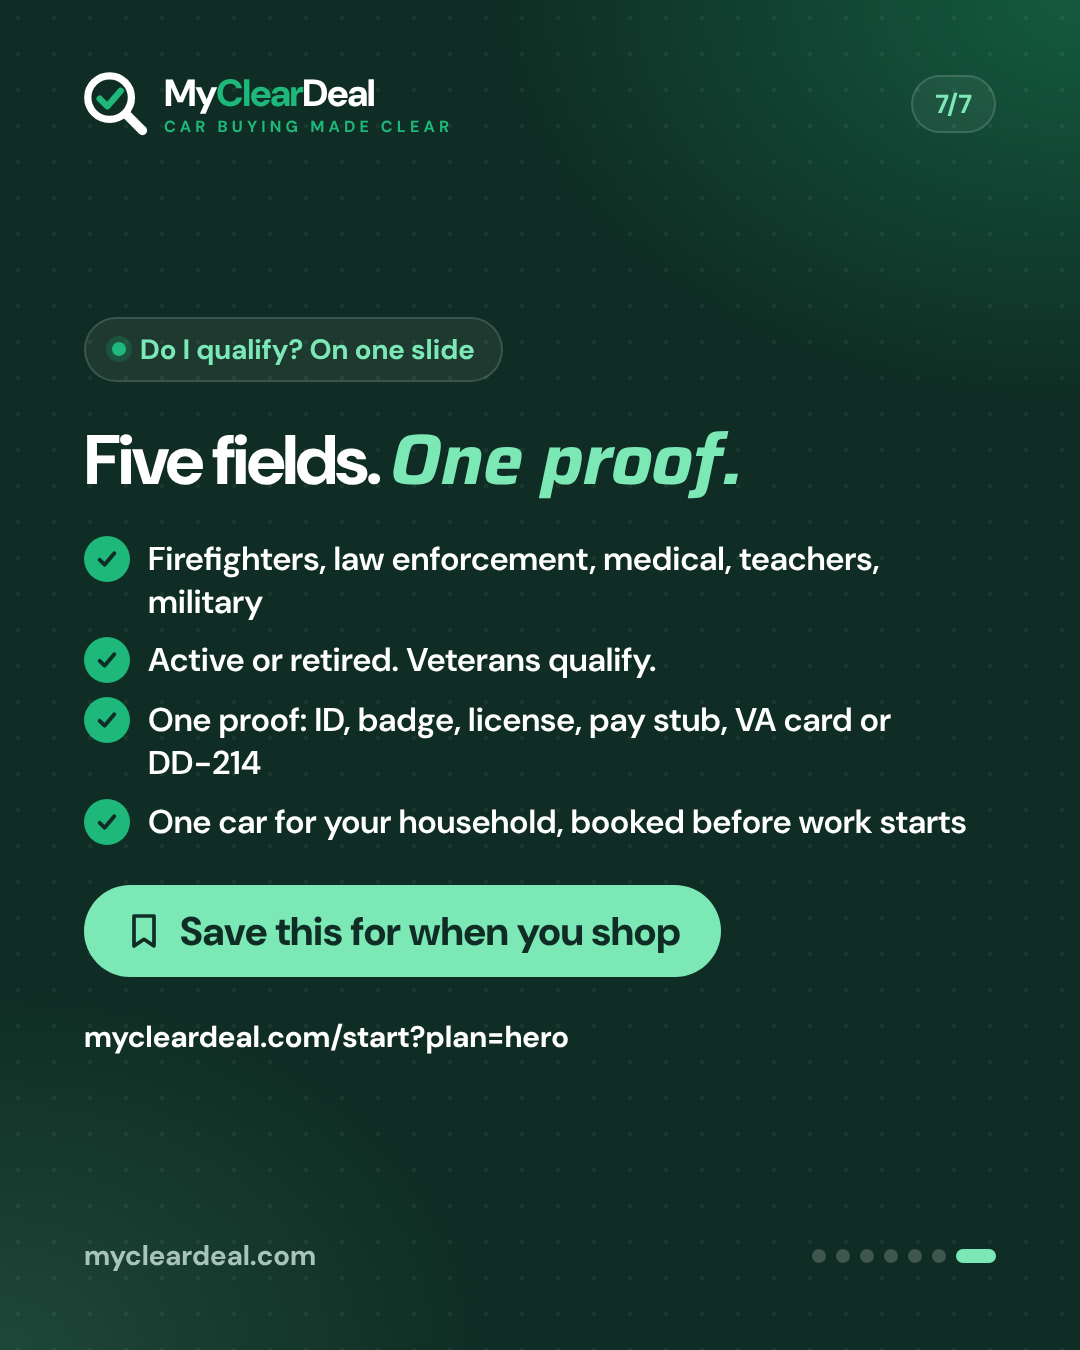 MyClearDeal
CAR BUYING MADE CLEAR
7/7
Do I qualify? On one slide
Five fields. One proof.
Firefighters, law enforcement, medical, teachers,
military
Active or retired. Veterans qualify.
One proof: ID, badge, license, pay stub, VA card or
DD-214
One car for your household, booked before work starts
Save this for when you shop
mycleardeal.com/start?plan=hero
mycleardeal.com